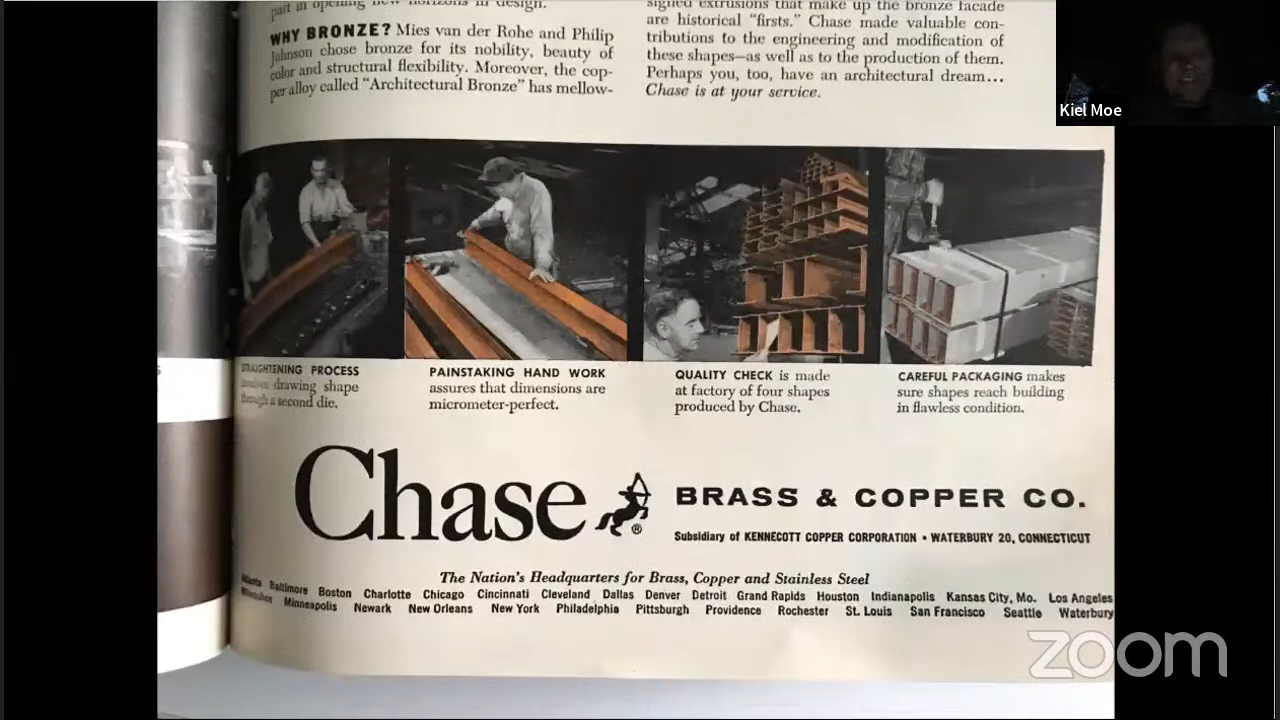 part in opening new horizons in design.
WHY BRONZE? Mies van der Rohe and Philip
Johnson chose bronze for its nobility, beauty of
color and structural flexibility. Moreover, the cop-
per alloy called “Architectural Bronze” has mellow-
signed extrusions that make up the bronze facade
are historical “firsts.” Chase made valuable con-
tributions to the engineering and modification of
these shapes—as well as to the production of them.
Perhaps you, too, have an architectural dream...
Chase is at your service.
Kiel Moe
STRAIGHTENING PROCESS
involves drawing shape
through a second die.
PAINSTAKING HAND WORK
assures that dimensions are
micrometer-perfect.
QUALITY CHECK is made
at factory of four shapes
produced by Chase.
CAREFUL PACKAGING makes
sure shapes reach building
in flawless condition.
Chase ® BRASS & COPPER CO.
Subsidiary of KENNECOTT COPPER CORPORATION • WATERBURY 20, CONNECTICUT
The Nation's Headquarters for Brass, Copper and Stainless Steel
Atlanta Baltimore Boston Charlotte Chicago Cincinnati Cleveland Dallas Denver Detroit Grand Rapids Houston Indianapolis Kansas City, Mo. Los Angeles
Milwaukee Minneapolis Newark New Orleans New York Philadelphia Pittsburgh Providence Rochester St. Louis San Francisco Seattle Waterbury
zoom